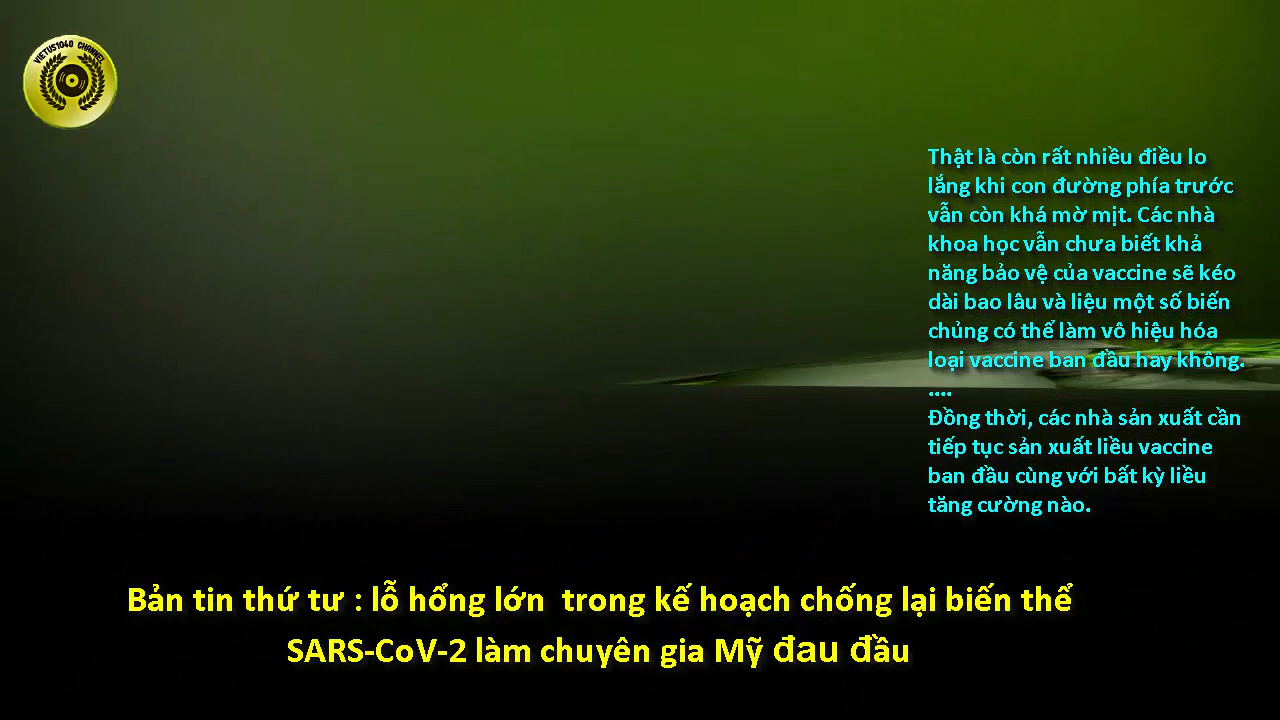 VIETUS1040 CHANNEL
Thật là còn rất nhiều điều lo
lắng khi con đường phía trước
vẫn còn khá mờ mịt. Các nhà
khoa học vẫn chưa biết khả
năng bảo vệ của vaccine sẽ kéo
dài bao lâu và liệu một số biến
chủng có thể làm vô hiệu hóa
loại vaccine ban đầu hay không.
....
Đồng thời, các nhà sản xuất cần
tiếp tục sản xuất liều vaccine
ban đầu cùng với bất kỳ liều
tăng cường nào.
Bản tin thứ tư : lỗ hổng lớn  trong kế hoạch chống lại biến thể
SARS-CoV-2 làm chuyên gia Mỹ đau đầu